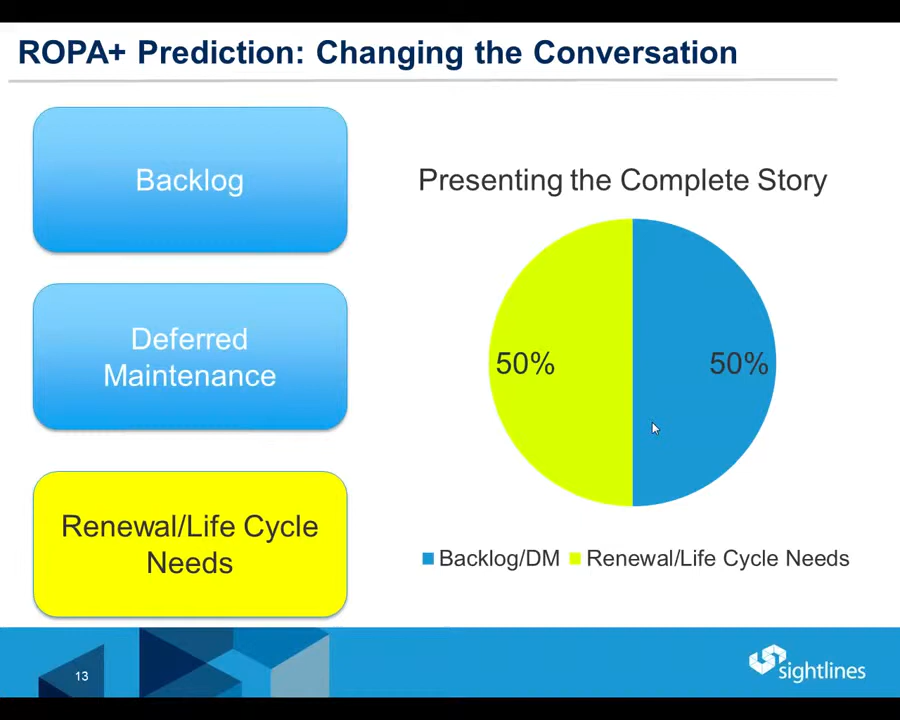 ROPA+ Prediction: Changing the Conversation
Backlog
Deferred
Maintenance
Renewal/Life Cycle
Needs
Presenting the Complete Story
50%
50%
Backlog/DM
Renewal/Life Cycle Needs
13
sightlines